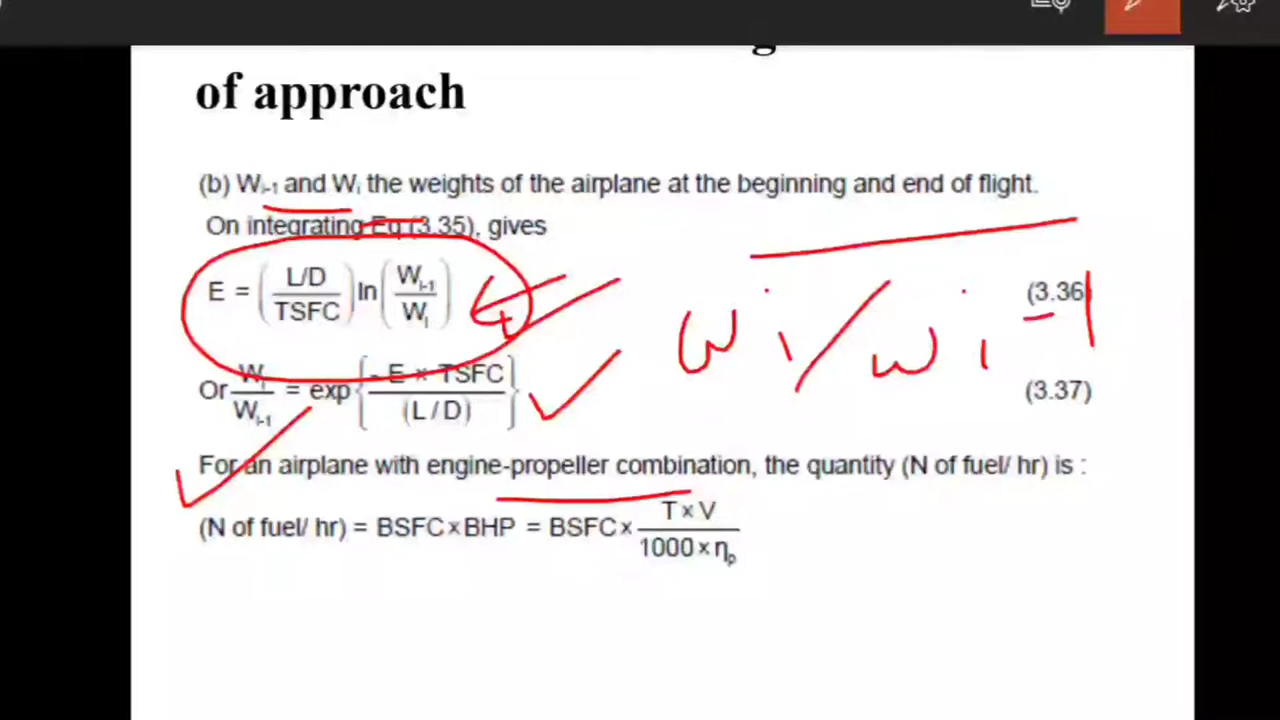 of approach
(b) Wi-1 and Wi the weights of the airplane at the beginning and end of flight.
On integrating Eq.(3.35), gives
E = (L/D / TSFC) ln (Wi-1 / Wi) (3.36)
wi/wi-1
Or Wi / Wi-1 = exp { - E × TSFC / (L / D) } (3.37)
For an airplane with engine-propeller combination, the quantity (N of fuel/ hr) is :
(N of fuel/ hr) = BSFC × BHP = BSFC × T × V / 1000 × ηp